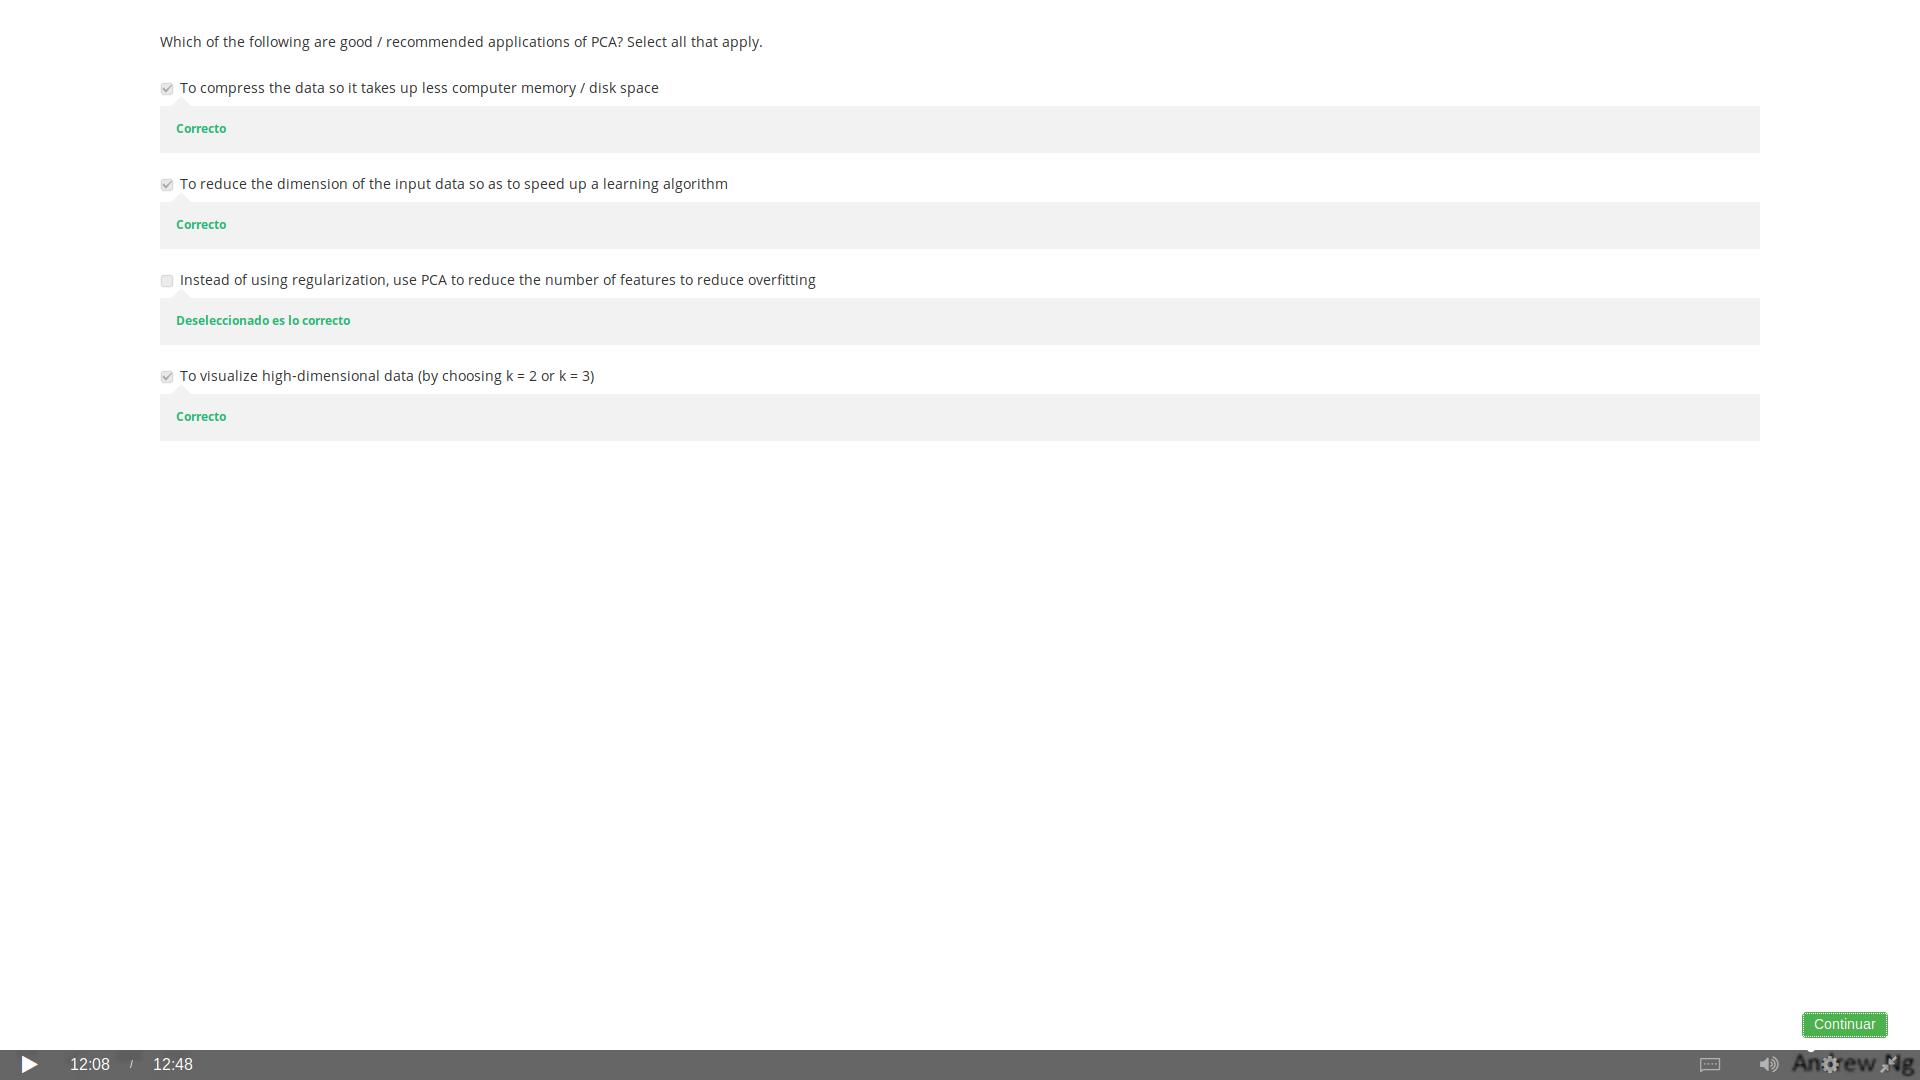 Which of the following are good / recommended applications of PCA? Select all that apply.
To compress the data so it takes up less computer memory / disk space
Correcto
To reduce the dimension of the input data so as to speed up a learning algorithm
Correcto
Instead of using regularization, use PCA to reduce the number of features to reduce overfitting
Deseleccionado es lo correcto
To visualize high-dimensional data (by choosing k = 2 or k = 3)
Correcto
Continuar
12:08 / 12:48
Andrew Ng